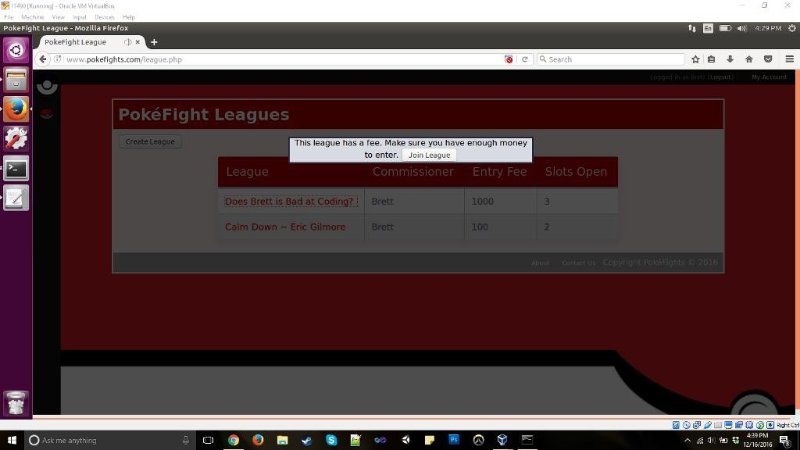 it490 [Running] - Oracle VM VirtualBox
File Machine View Input Devices Help
PokeFight League - Mozilla Firefox
En
4:29 PM
PokeFight League
www.pokefights.com/league.php
Search
Logged in as Brett (Logout) My Account
PokéFight Leagues
Create League
This league has a fee. Make sure you have enough money
to enter. Join League
League Commissioner Entry Fee Slots Open
Does Brett is Bad at Coding? Brett 1000 3
Calm Down ~ Eric Gilmore Brett 100 2
About Contact Us Copyright PokéFights © 2016
Right Ctrl
Ask me anything
4:39 PM
12/16/2016